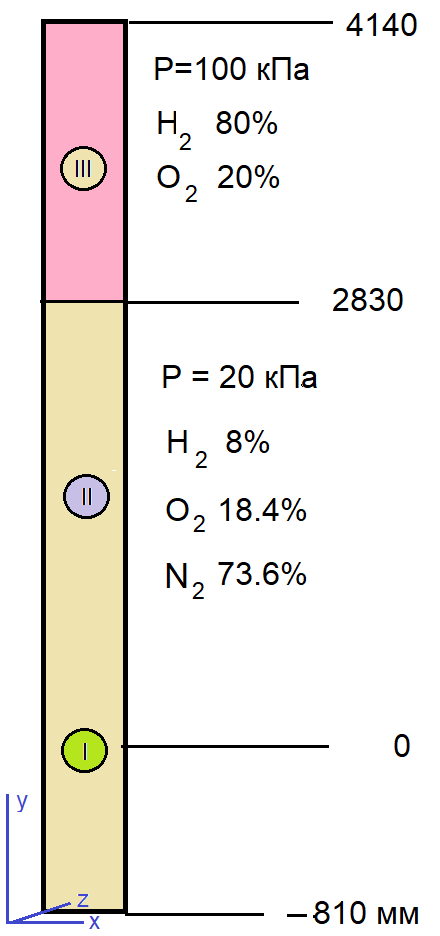 4140
P=100 кПа
H2 80%
O2 20%
III
2830
P = 20 кПа
H2 8%
II
O2 18.4%
N2 73.6%
I
0
y
z
x
–810 мм